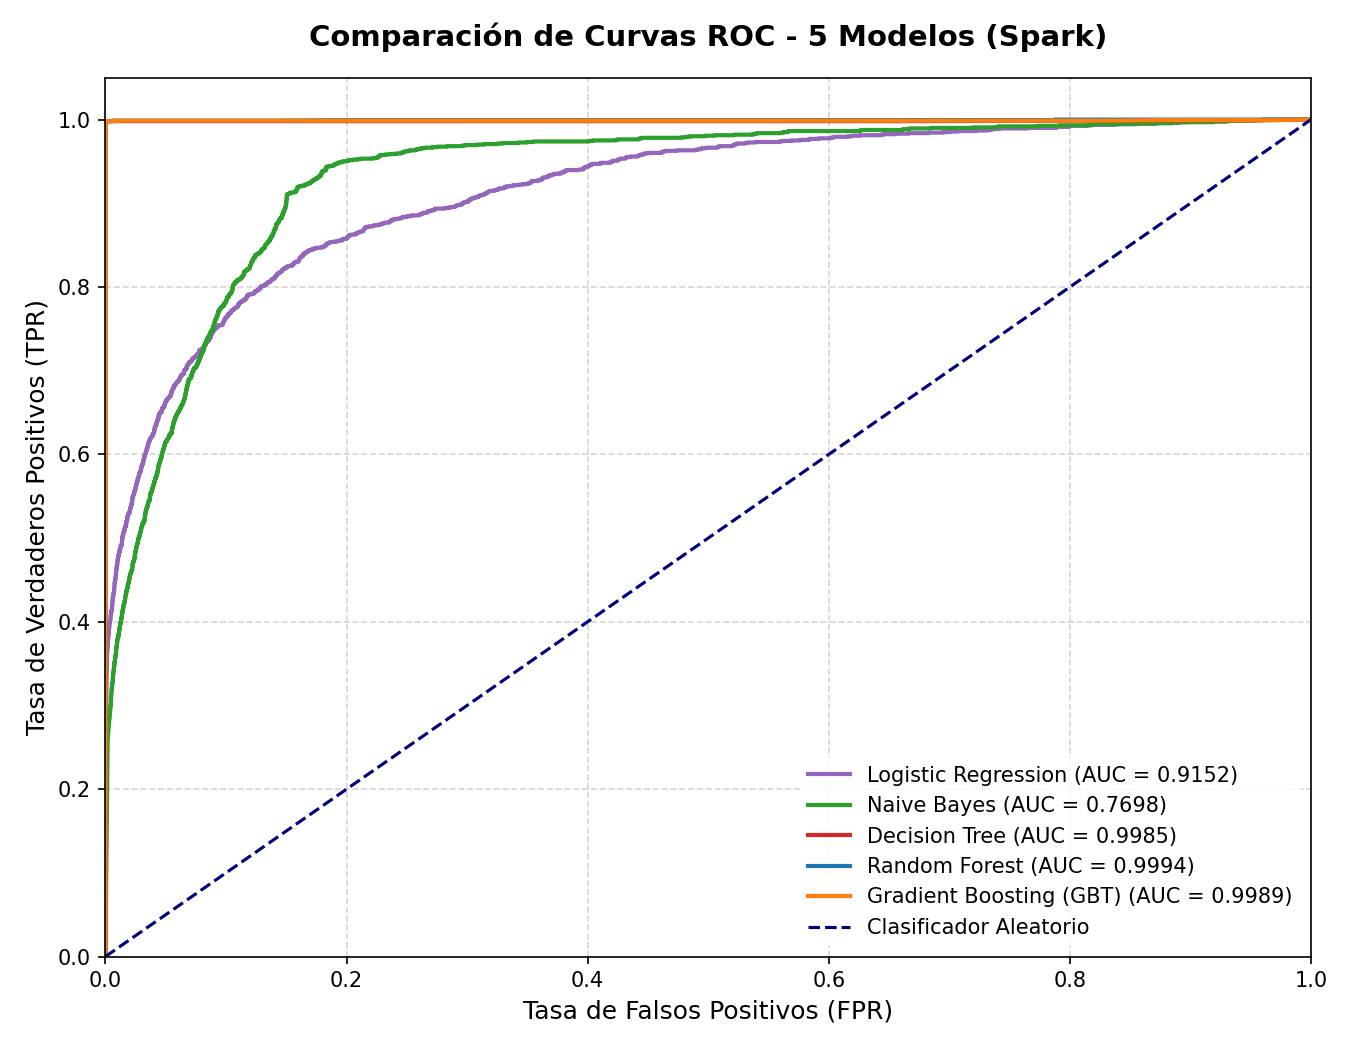 Comparación de Curvas ROC - 5 Modelos (Spark)
Tasa de Verdaderos Positivos (TPR)
1.0
0.8
0.6
0.4
0.2
0.0
Logistic Regression (AUC = 0.9152)
Naive Bayes (AUC = 0.7698)
Decision Tree (AUC = 0.9985)
Random Forest (AUC = 0.9994)
Gradient Boosting (GBT) (AUC = 0.9989)
Clasificador Aleatorio
0.0 0.2 0.4 0.6 0.8 1.0
Tasa de Falsos Positivos (FPR)